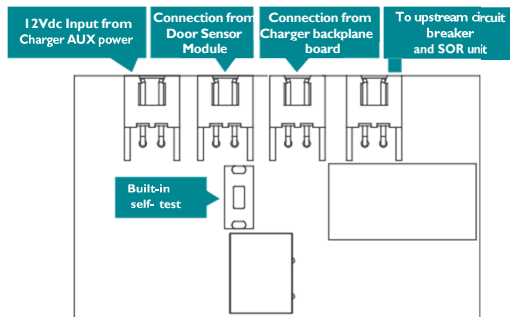 12Vdc Input from
Charger AUX power
Connection from
Door Sensor
Module
Connection from
Charger backplane
board
To upstream circuit
breaker
and SOR unit
Built-in
self- test